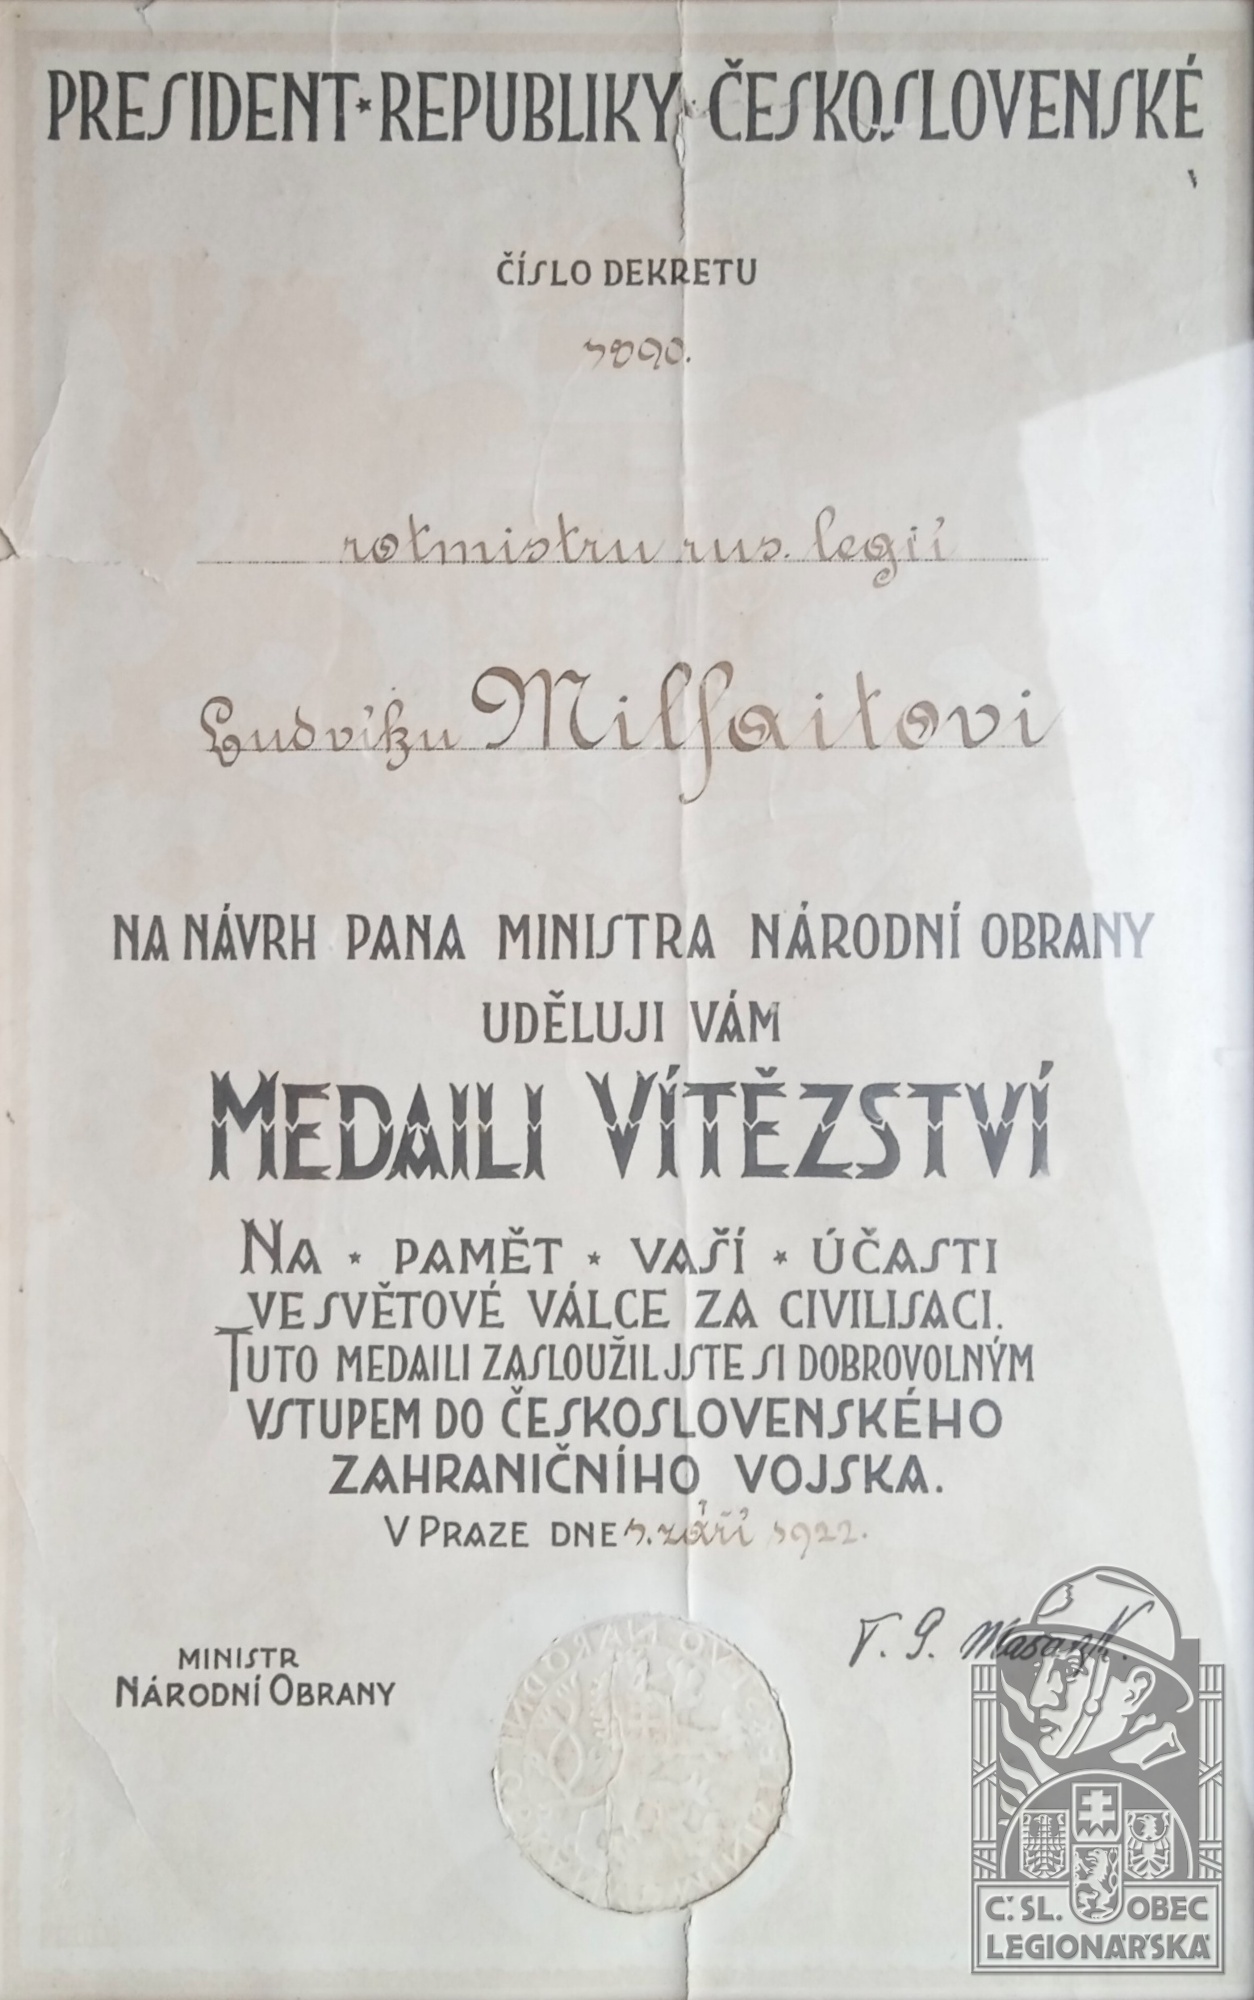 PRESIDENT ★ REPUBLIKY ★ ČESKOSLOVENSKÉ
ČÍSLO DEKRETU
rotmistru rus. legií
Ludvíku Milfaitovi
NA NÁVRH PANA MINISTRA NÁRODNÍ OBRANY
UDĚLUJI VÁM
MEDAILI VÍTĚZSTVÍ
NA ★ PAMĚT ★ VAŠÍ ★ ÚČASTI
VE SVĚTOVÉ VÁLCE ZA CIVILISACI.
TUTO MEDAILI ZASLOUŽIL JSTE SI DOBROVOLNÝM
VSTUPEM DO ČESKOSLOVENSKÉHO
ZAHRANIČNÍHO VOJSKA.
V PRAZE DNE září 1922.
T. G. Masaryk.
MINISTR
NÁRODNÍ OBRANY
Č. SL. OBEC
LEGIONÁŘSKÁ